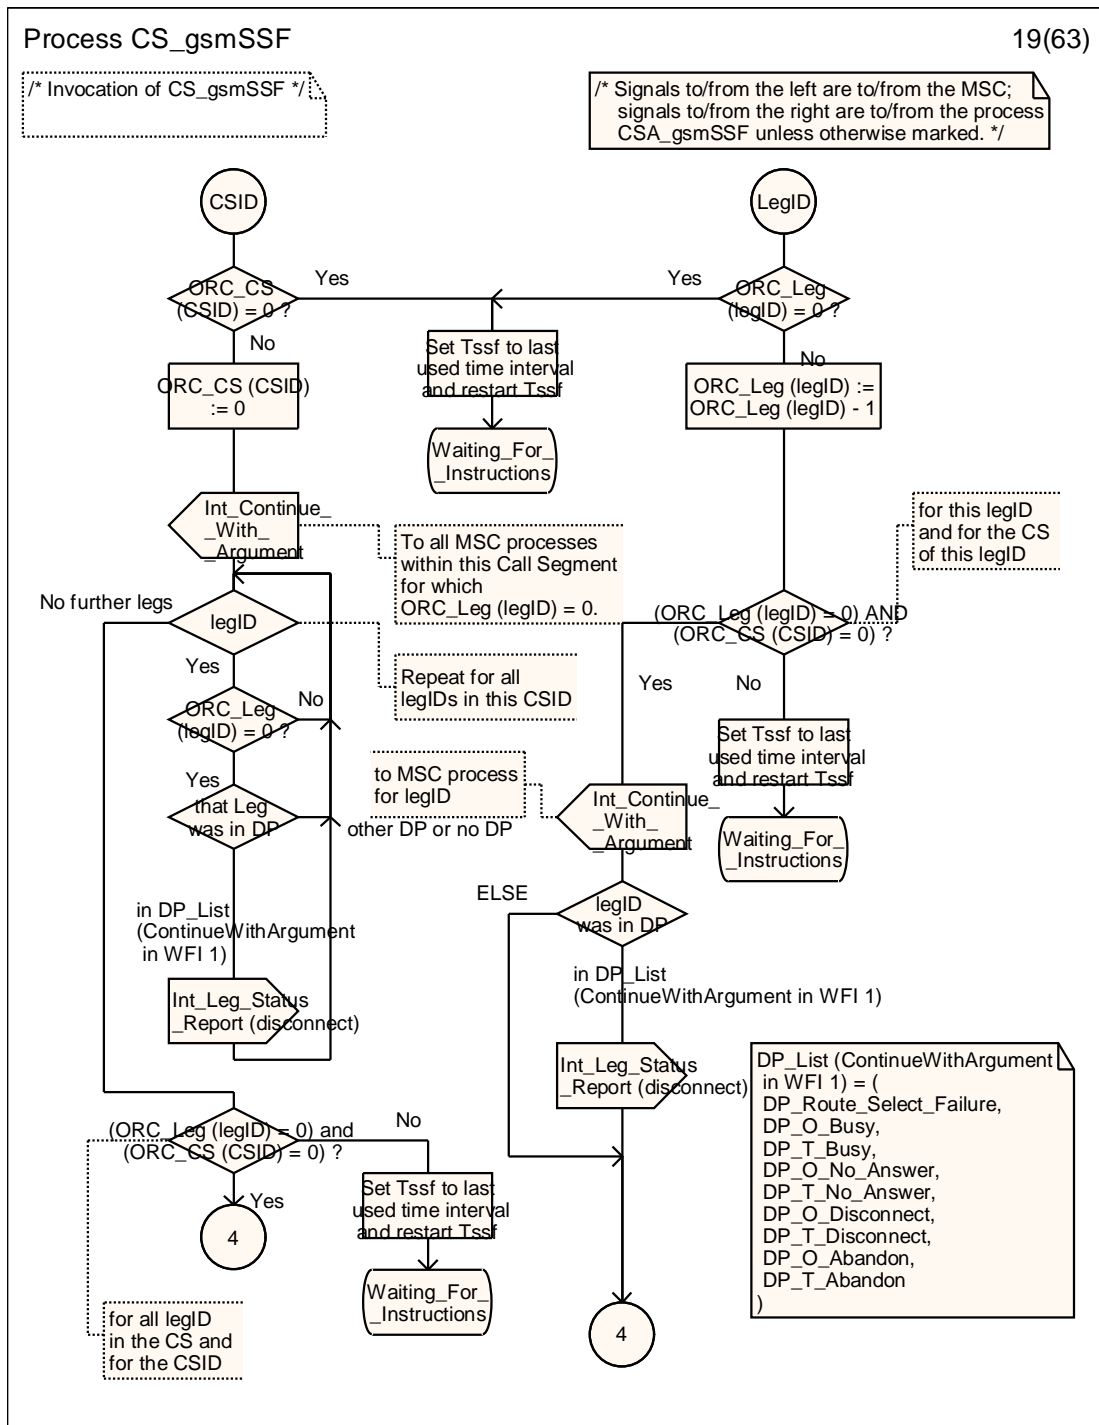 Process CS_gsmSSF
19(63)
/* Invocation of CS_gsmSSF */
/* Signals to/from the left are to/from the MSC;
signals to/from the right are to/from the process
CSA_gsmSSF unless otherwise marked. */
CSID
LegID
ORC_CS
(CSID) = 0 ?
Yes
Yes
ORC_Leg
(legID) = 0 ?
No
Set Tssf to last
used time interval
and restart Tssf
No
ORC_CS (CSID)
:= 0
ORC_Leg (legID) :=
ORC_Leg (legID) - 1
Waiting_For_
_Instructions
Int_Continue_
_With_
_Argument
To all MSC processes
within this Call Segment
for which
ORC_Leg (legID) = 0.
for this legID
and for the CS
of this legID
No further legs
legID
(ORC_Leg (legID) = 0) AND
(ORC_CS (CSID) = 0) ?
Yes
Repeat for all
legIDs in this CSID
Yes
No
ORC_Leg
(legID) = 0 ?
No
Set Tssf to last
used time interval
and restart Tssf
Yes
to MSC process
for legID
that Leg
was in DP
other DP or no DP
Int_Continue_
_With_
_Argument
Waiting_For_
_Instructions
ELSE
legID
was in DP
in DP_List
(ContinueWithArgument
in WFI 1)
in DP_List
(ContinueWithArgument in WFI 1)
Int_Leg_Status
_Report (disconnect)
Int_Leg_Status
_Report (disconnect)
DP_List (ContinueWithArgument
in WFI 1) = (
DP_Route_Select_Failure,
DP_O_Busy,
DP_T_Busy,
DP_O_No_Answer,
DP_T_No_Answer,
DP_O_Disconnect,
DP_T_Disconnect,
DP_O_Abandon,
DP_T_Abandon
)
(ORC_Leg (legID) = 0) and
(ORC_CS (CSID) = 0) ?
No
Yes
Set Tssf to last
used time interval
and restart Tssf
4
Waiting_For_
_Instructions
for all legID
in the CS and
for the CSID
4